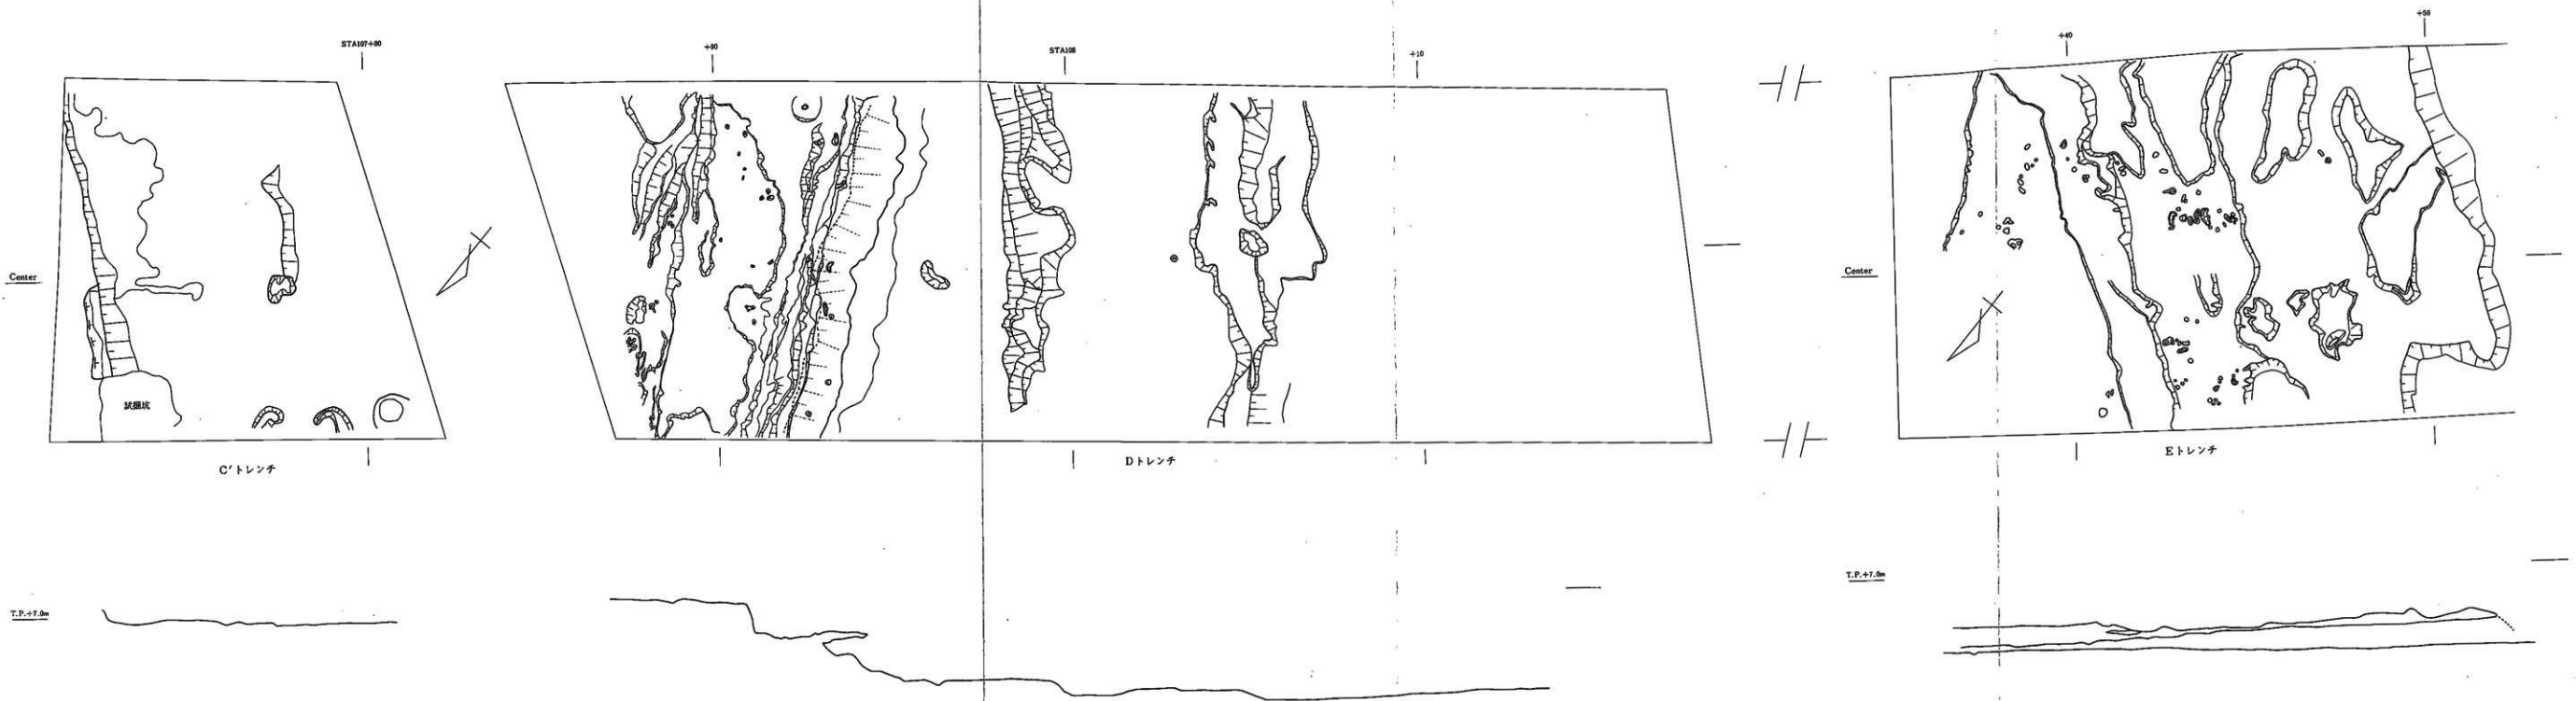 STA107+80
+90
STA108
+10
+40
+50
Center
Center
試掘坑
C'トレンチ
Dトレンチ
Eトレンチ
T.P.+7.0m
T.P.+7.0m